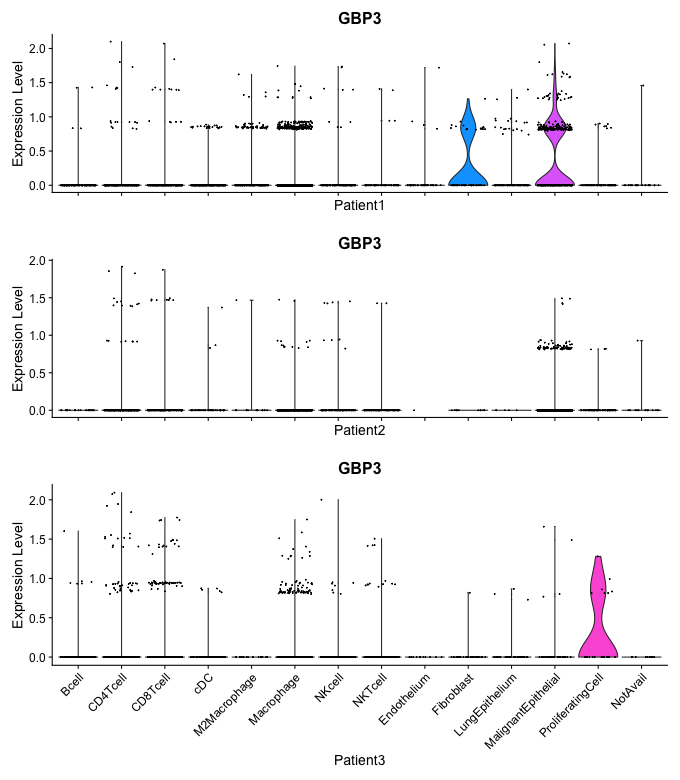 GBP3
Expression Level
2.0
1.5
1.0
0.5
0.0
Patient1
GBP3
Expression Level
2.0
1.5
1.0
0.5
0.0
Patient2
GBP3
Expression Level
2.0
1.5
1.0
0.5
0.0
Bcell
CD4Tcell
CD8Tcell
cDC
M2Macrophage
Macrophage
NKcell
NKTcell
Endothelium
Fibroblast
LungEpithelium
MalignantEpithelial
ProliferatingCell
NotAvail
Patient3